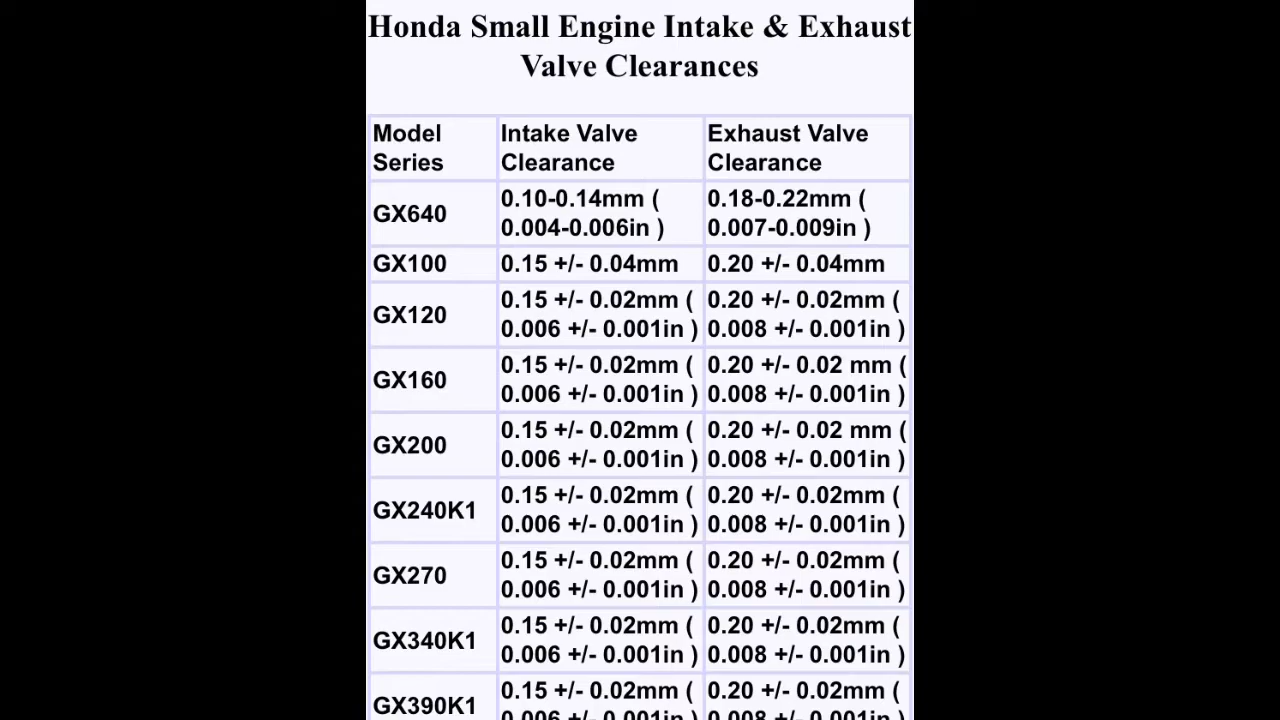 Honda Small Engine Intake & Exhaust
Valve Clearances
Model Series	Intake Valve Clearance	Exhaust Valve Clearance
GX640	0.10-0.14mm ( 0.004-0.006in )	0.18-0.22mm ( 0.007-0.009in )
GX100	0.15 +/- 0.04mm	0.20 +/- 0.04mm
GX120	0.15 +/- 0.02mm ( 0.006 +/- 0.001in )	0.20 +/- 0.02mm ( 0.008 +/- 0.001in )
GX160	0.15 +/- 0.02mm ( 0.006 +/- 0.001in )	0.20 +/- 0.02 mm ( 0.008 +/- 0.001in )
GX200	0.15 +/- 0.02mm ( 0.006 +/- 0.001in )	0.20 +/- 0.02 mm ( 0.008 +/- 0.001in )
GX240K1	0.15 +/- 0.02mm ( 0.006 +/- 0.001in )	0.20 +/- 0.02mm ( 0.008 +/- 0.001in )
GX270	0.15 +/- 0.02mm ( 0.006 +/- 0.001in )	0.20 +/- 0.02mm ( 0.008 +/- 0.001in )
GX340K1	0.15 +/- 0.02mm ( 0.006 +/- 0.001in )	0.20 +/- 0.02mm ( 0.008 +/- 0.001in )
GX390K1	0.15 +/- 0.02mm (	0.20 +/- 0.02mm (